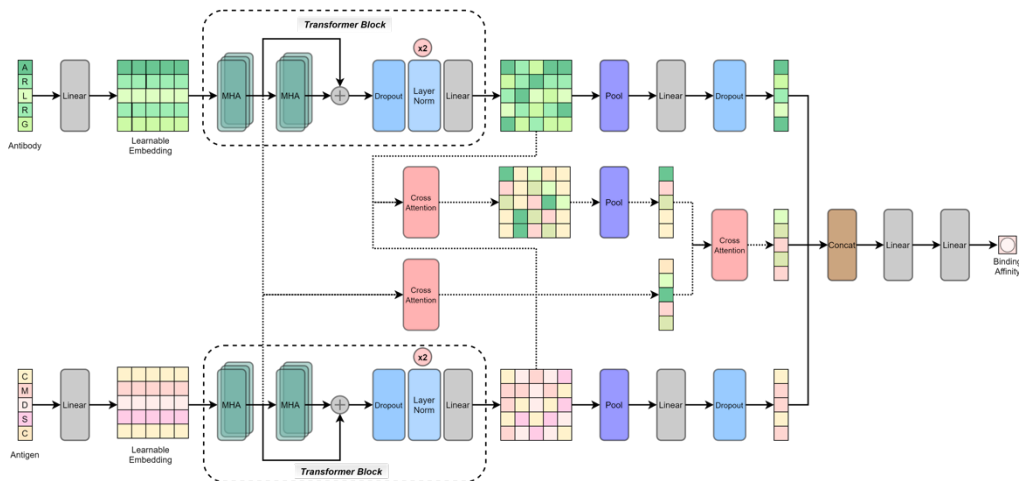 Transformer Block
x2
A
R
L
R
G
Antibody
Linear
Learnable
Embedding
MHA
MHA
Dropout
Layer
Norm
Linear
Pool
Linear
Dropout
Cross
Attention
Pool
Cross
Attention
Cross
Attention
Concat
Linear
Linear
Binding
Affinity
x2
C
M
D
S
C
Antigen
Linear
Learnable
Embedding
MHA
MHA
Dropout
Layer
Norm
Linear
Pool
Linear
Dropout
Transformer Block